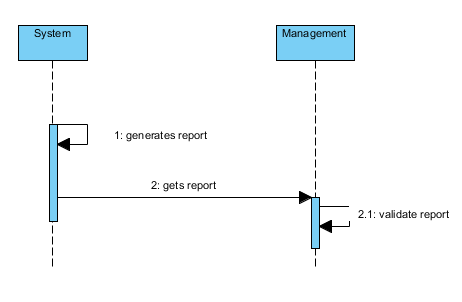 System
Management
1: generates report
2: gets report
2.1: validate report